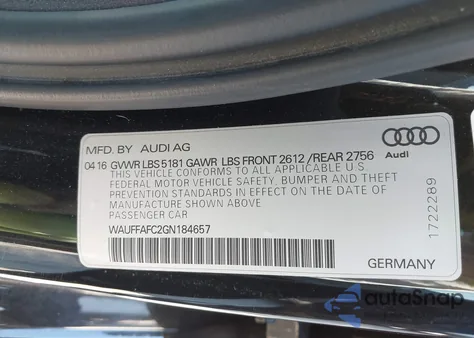 MFD. BY AUDI AG
04 16 GVWR LBS 5181 GAWR LBS FRONT 2612 /REAR 2756
THIS VEHICLE CONFORMS TO ALL APPLICABLE U.S.
FEDERAL MOTOR VEHICLE SAFETY, BUMPER AND THEFT
PREVENTION STANDARDS IN EFFECT ON THE DATE OF
MANUFACTURE SHOWN ABOVE
PASSENGER CAR
WAUFFAFC2GN184657
Audi
1722289
GERMANY
autoSnap